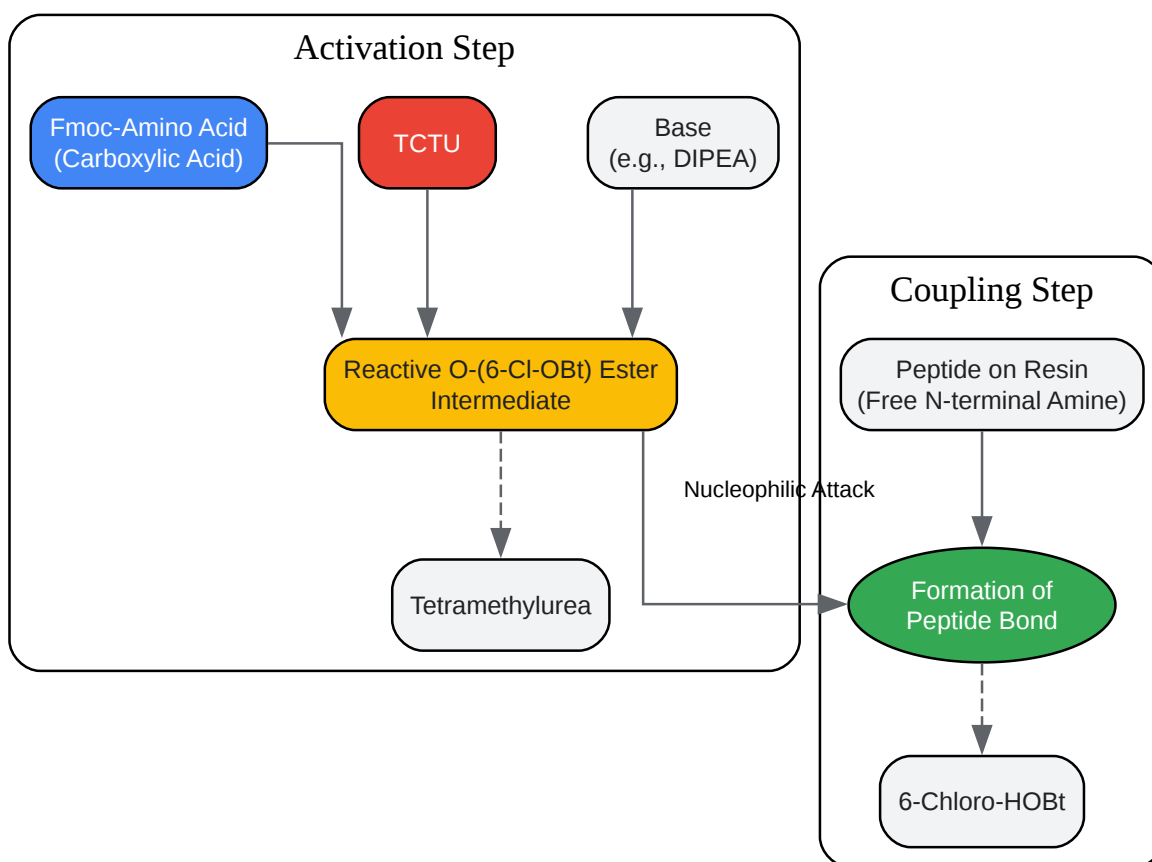 Activation Step
Fmoc-Amino Acid
(Carboxylic Acid)
TCTU
Base
(e.g., DIPEA)
Reactive O-(6-Cl-OBt) Ester
Intermediate
Tetramethylurea
Nucleophilic Attack
Coupling Step
Peptide on Resin
(Free N-terminal Amine)
Formation of
Peptide Bond
6-Chloro-HOBt